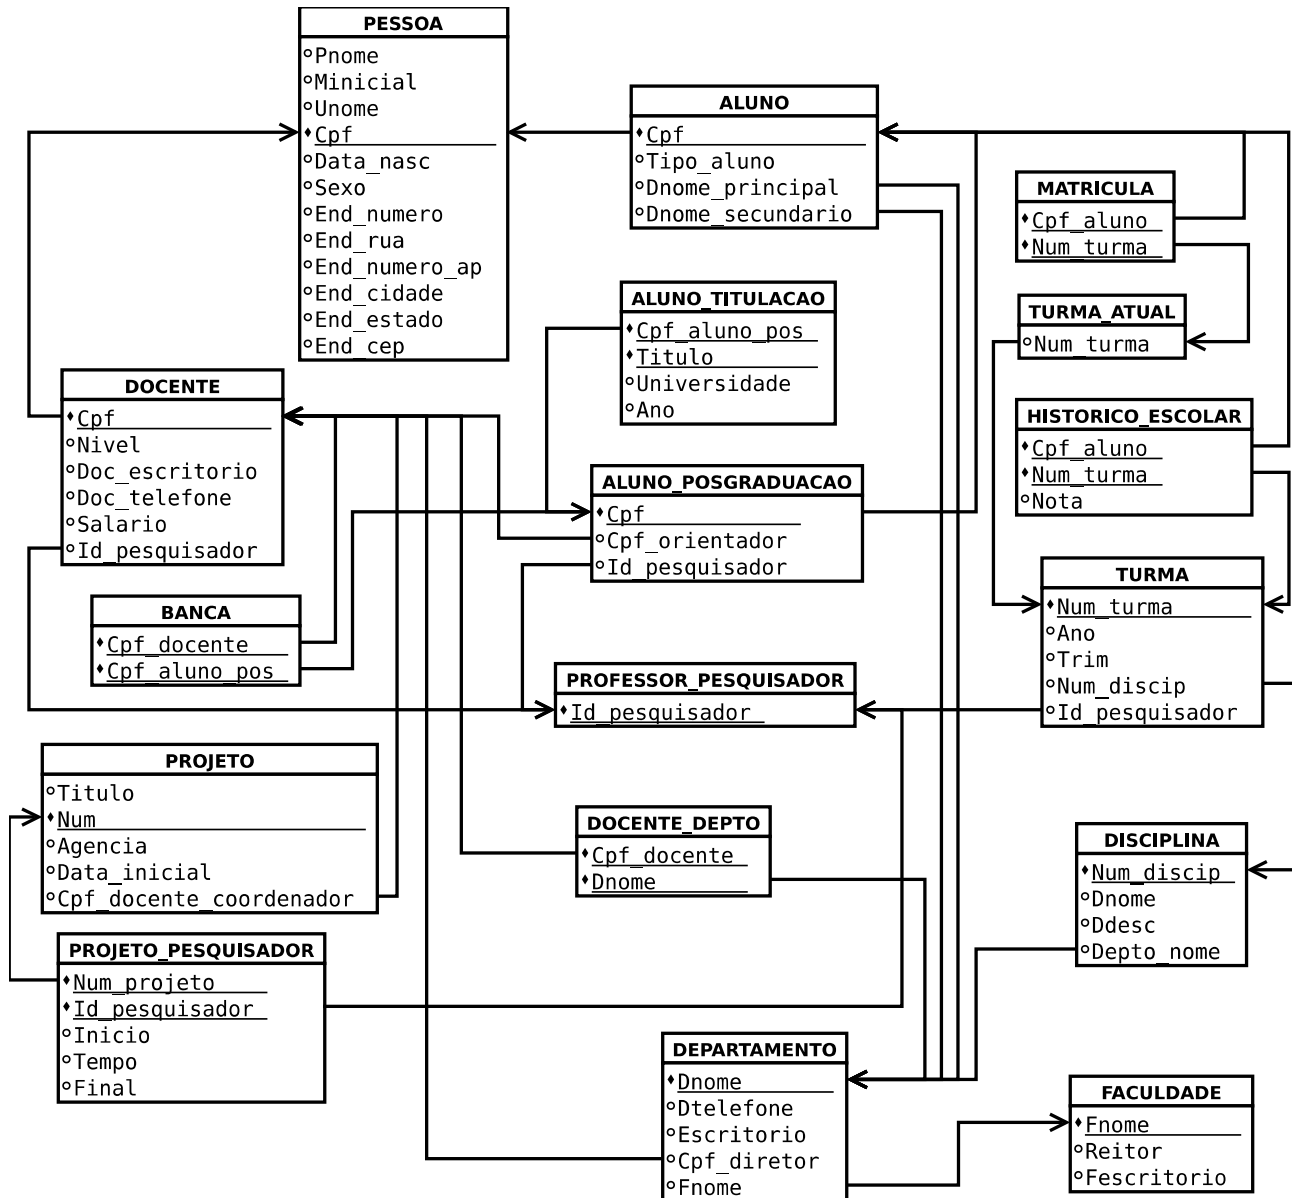 PESSOA
Pnome
Minicial
Unome
Cpf
Data_nasc
Sexo
End_numero
End_rua
End_numero_ap
End_cidade
End_estado
End_cep
ALUNO
Cpf
Tipo_aluno
Dnome_principal
Dnome_secundario
MATRICULA
Cpf_aluno
Num_turma
ALUNO_TITULACAO
Cpf_aluno_pos
Titulo
Universidade
Ano
TURMA_ATUAL
Num_turma
DOCENTE
Cpf
Nivel
Doc_escritorio
Doc_telefone
Salario
Id_pesquisador
HISTORICO_ESCOLAR
Cpf_aluno
Num_turma
Nota
ALUNO_POSGRADUACAO
Cpf
Cpf_orientador
Id_pesquisador
TURMA
Num_turma
Ano
Trim
Num_discip
Id_pesquisador
BANCA
Cpf_docente
Cpf_aluno_pos
PROFESSOR_PESQUISADOR
Id_pesquisador
PROJETO
Titulo
Num
Agencia
Data_inicial
Cpf_docente_coordenador
DOCENTE_DEPTO
Cpf_docente
Dnome
DISCIPLINA
Num_discip
Dnome
Ddesc
Depto_nome
PROJETO_PESQUISADOR
Num_projeto
Id_pesquisador
Inicio
Tempo
Final
DEPARTAMENTO
Dnome
Dtelefone
Escritorio
Cpf_diretor
Fnome
FACULDADE
Fnome
Reitor
Fescritorio